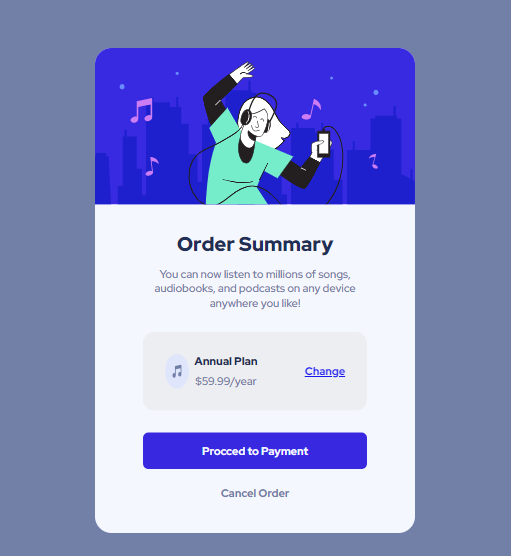 Order Summary
You can now listen to millions of songs,
audiobooks, and podcasts on any device
anywhere you like!
Annual Plan
$59.99/year
Change
Procced to Payment
Cancel Order